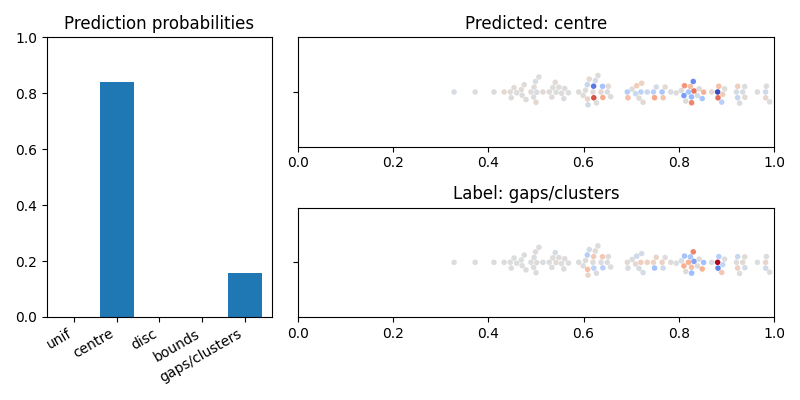 Prediction probabilities
1.0
0.8
0.6
0.4
0.2
0.0
unif
centre
disc
bounds
gaps/clusters
Predicted: centre
0.0 0.2 0.4 0.6 0.8 1.0
Label: gaps/clusters
0.0 0.2 0.4 0.6 0.8 1.0